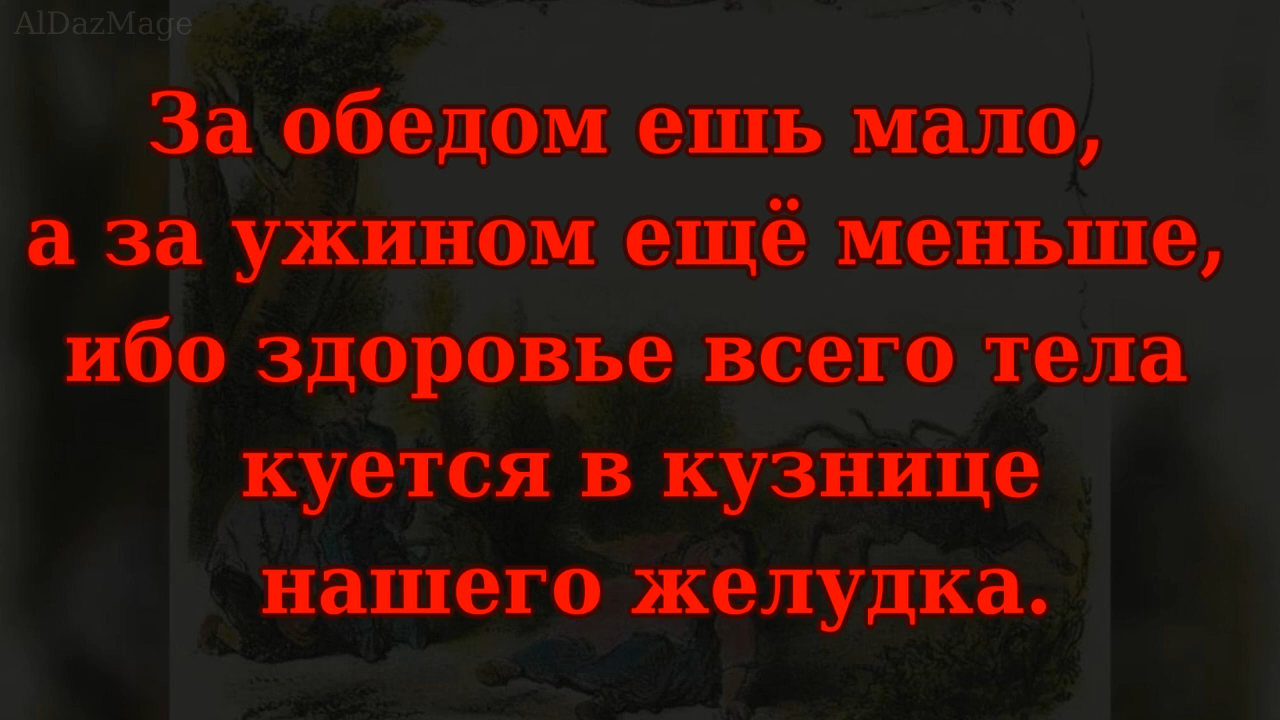 AlDazMage
За обедом ешь мало,
а за ужином ещё меньше,
ибо здоровье всего тела
куется в кузнице
нашего желудка.